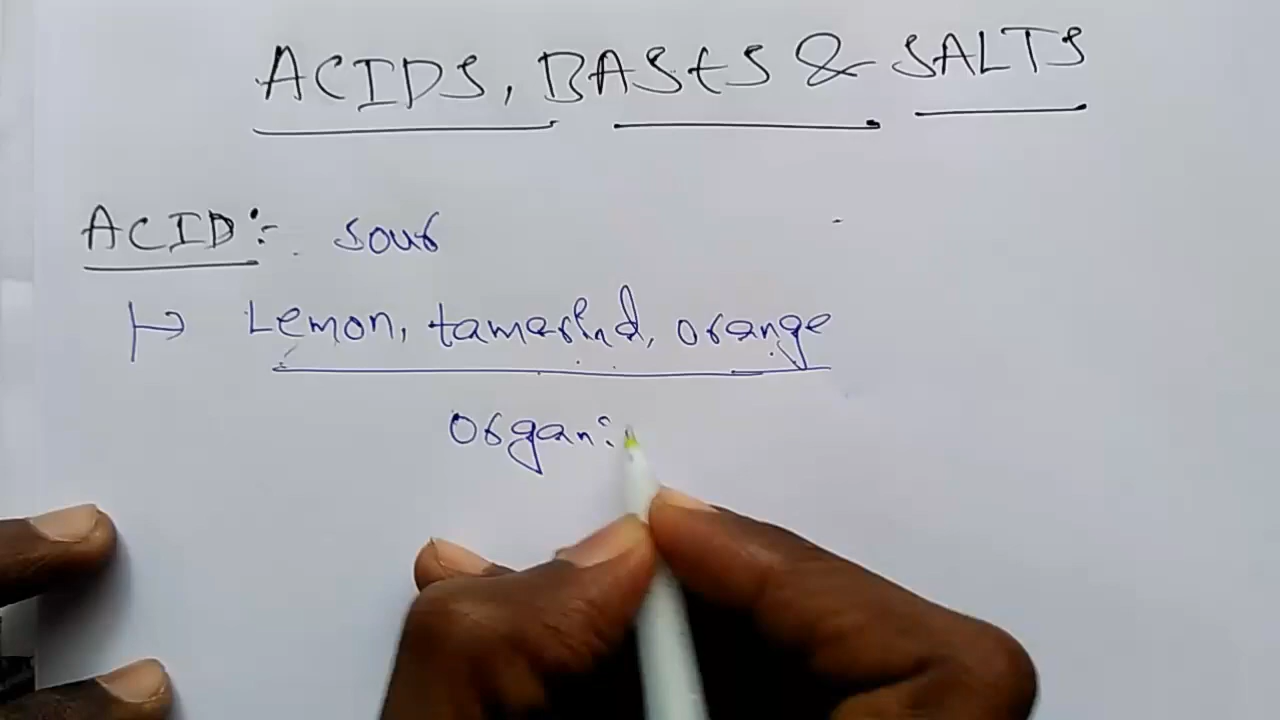 ACIDS, BASES & SALTS
ACID:- Sour
Lemon, tamarind, orange
organi